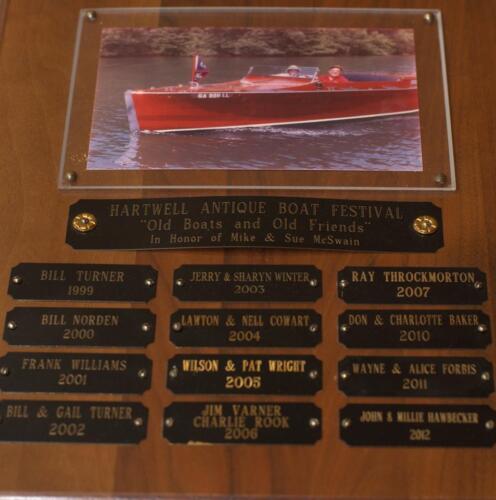 HARTWELL ANTIQUE BOAT FESTIVAL
"Old Boats and Old Friends"
In Honor of Mike & Sue McSwain
BILL TURNER
1999
BILL NORDEN
2000
FRANK WILLIAMS
2001
BILL & GAIL TURNER
2002
JERRY & SHARYN WINTER
2003
LAWTON & NELL COWART
2004
WILSON & PAT WRIGHT
2005
JIM VARNER
CHARLIE ROOK
2006
RAY THROCKMORTON
2007
DON & CHARLOTTE BAKER
2010
WAYNE & ALICE FORBIS
2011
JOHN & MILLIE HAWBECKER
2012